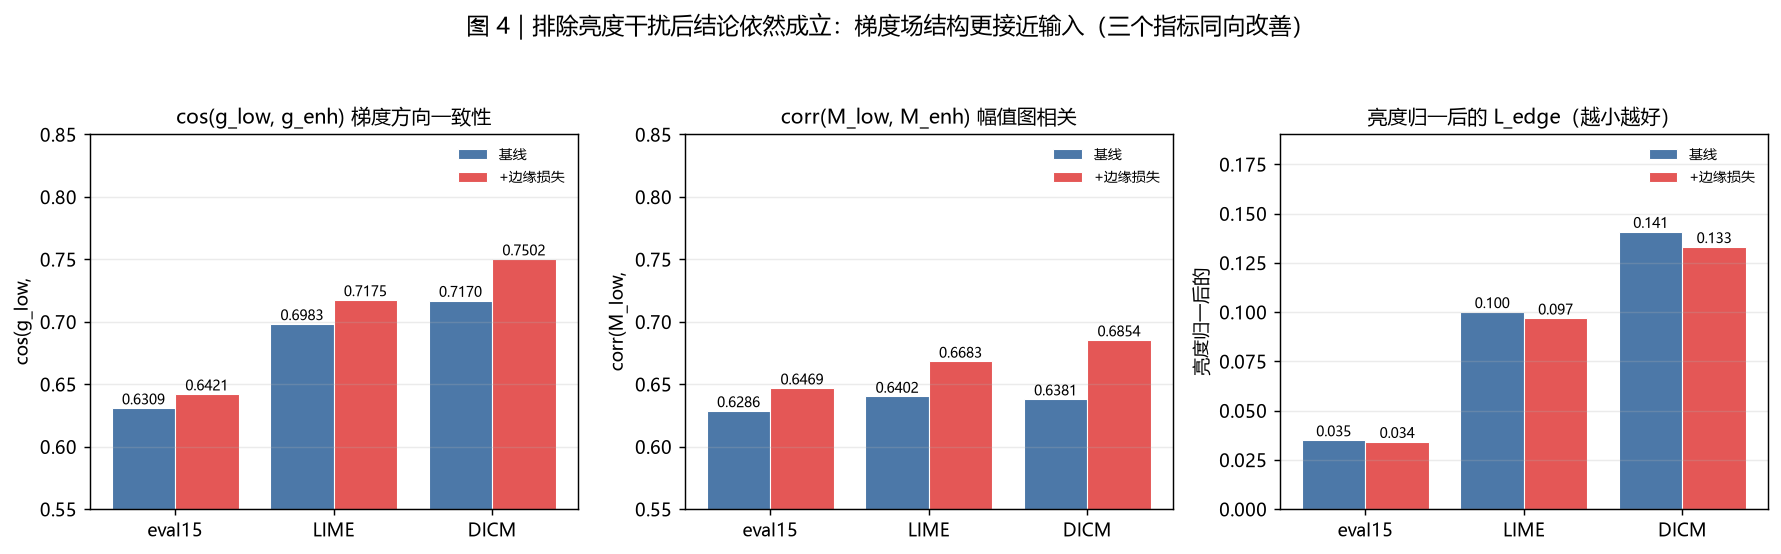 图 4 | 排除亮度干扰后结论依然成立：梯度场结构更接近输入（三个指标同向改善）
cos(g_low, g_enh) 梯度方向一致性
0.85
0.80
0.75
0.70
0.65
0.60
0.55
cos(g_low,
基线
+边缘损失
0.6309
0.6421
0.6983
0.7175
0.7170
0.7502
eval15
LIME
DICM
corr(M_low, M_enh) 幅值图相关
0.85
0.80
0.75
0.70
0.65
0.60
0.55
corr(M_low,
基线
+边缘损失
0.6286
0.6469
0.6402
0.6683
0.6381
0.6854
eval15
LIME
DICM
亮度归一后的 L_edge（越小越好）
0.175
0.150
0.125
0.100
0.075
0.050
0.025
0.000
亮度归一后的
基线
+边缘损失
0.035
0.034
0.100
0.097
0.141
0.133
eval15
LIME
DICM